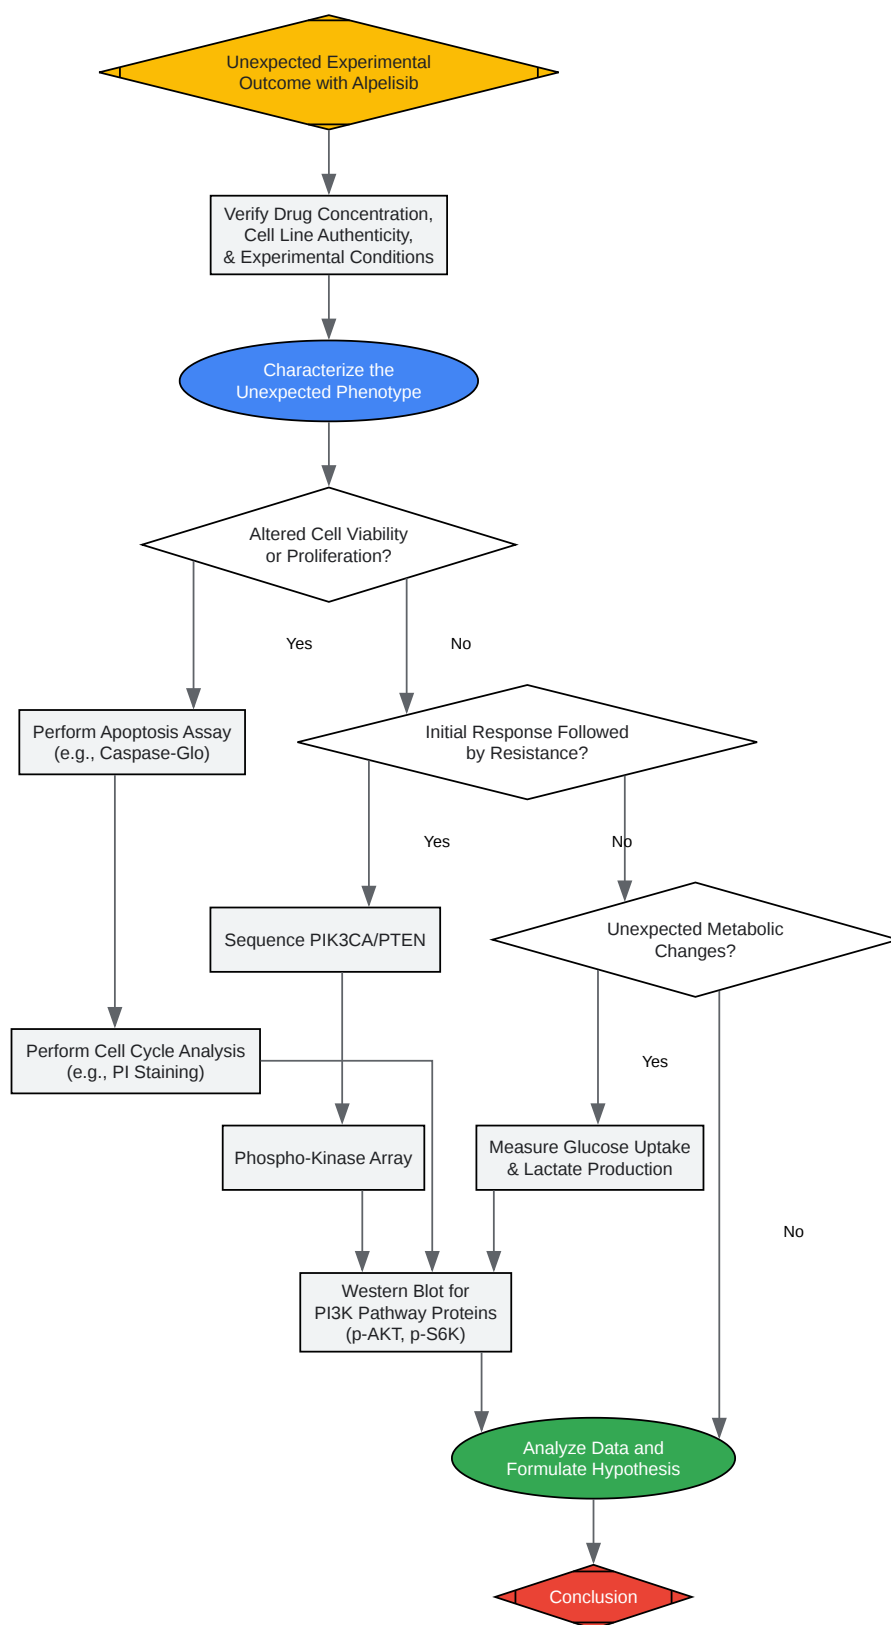 Unexpected Experimental
Outcome with Alpelisib
Verify Drug Concentration,
Cell Line Authenticity,
& Experimental Conditions
Characterize the
Unexpected Phenotype
Altered Cell Viability
or Proliferation?
Yes
No
Perform Apoptosis Assay
(e.g., Caspase-Glo)
Initial Response Followed
by Resistance?
Yes
No
Sequence PIK3CA/PTEN
Unexpected Metabolic
Changes?
Perform Cell Cycle Analysis
(e.g., PI Staining)
Yes
Phospho-Kinase Array
Measure Glucose Uptake
& Lactate Production
No
Western Blot for
PI3K Pathway Proteins
(p-AKT, p-S6K)
Analyze Data and
Formulate Hypothesis
Conclusion